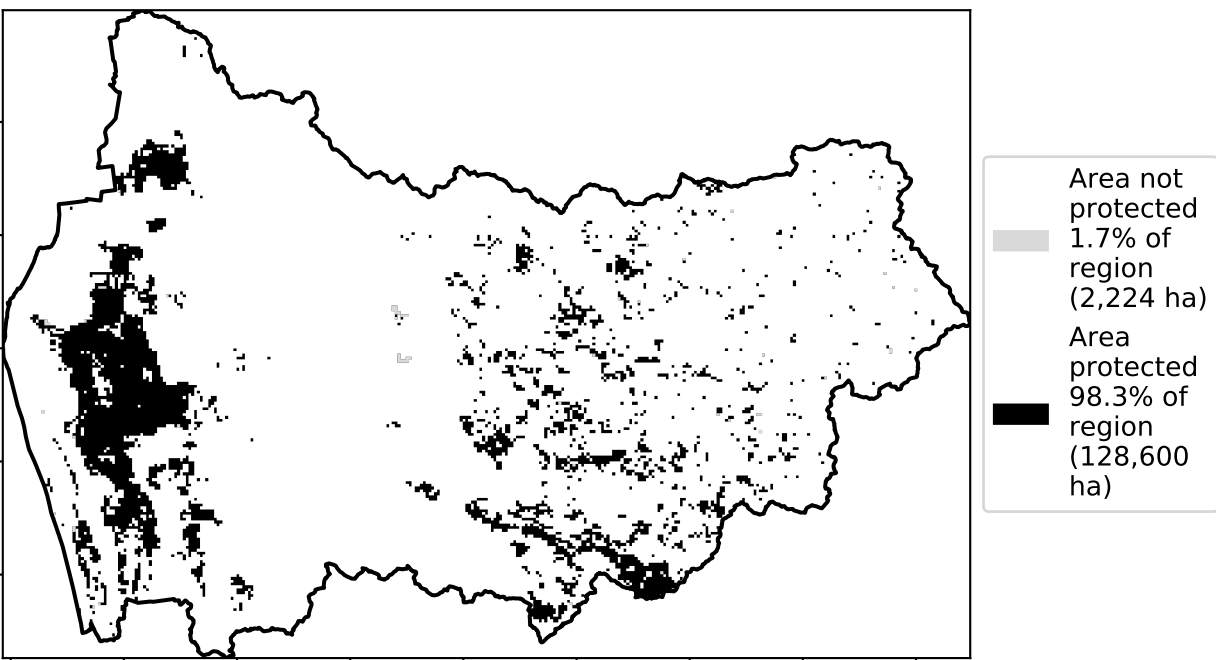 Area not
protected
1.7% of
region
(2,224 ha)
Area
protected
98.3% of
region
(128,600
ha)